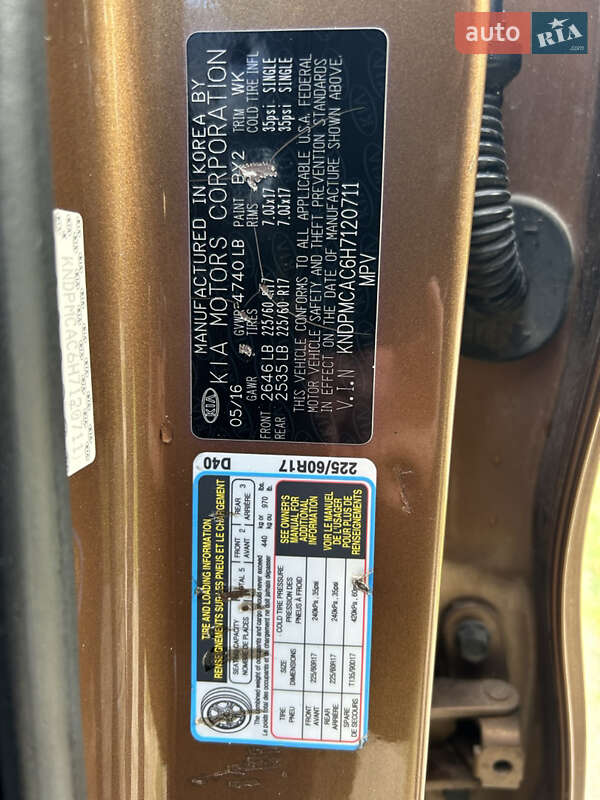 auto RIA
.com
MANUFACTURED IN KOREA BY
KIA MOTORS CORPORATION
KIA
05/16 GVWR 4740LB PAINT BX2 TRIM WK
GAWR TIRES RIMS COLD TIRE INFL
FRONT 2646LB 225/60 R17 7.0Jx17 35psi SINGLE
REAR 2535LB 225/60 R17 7.0Jx17 35psi SINGLE
THIS VEHICLE CONFORMS TO ALL APPLICABLE U.S.A. FEDERAL
MOTOR VEHICLE SAFETY AND THEFT PREVENTION STANDARDS
IN EFFECT ON THE DATE OF MANUFACTURE SHOWN ABOVE.
V.I.N KNDPMCAC6H7120711
MPV
KNDPMCAC6H7120711
225/60R17 D40
TIRE AND LOADING INFORMATION
RENSEIGNEMENTS SUR LES PNEUS ET LE CHARGEMENT
SEATING CAPACITY TOTAL 5 FRONT 2 REAR 3
NOMBRE DE PLACES AVANT ARRIÈRE
The combined weight of occupants and cargo should never exceed 440 kg or 970 lbs.
Le poids total des occupants et du chargement ne doit jamais dépasser kg ou lb.
TIRE SIZE COLD TIRE PRESSURE
PNEU DIMENSIONS PRESSION DES PNEUS À FROID
FRONT 225/60R17 240kPa, 35psi
AVANT
REAR 225/60R17 240kPa, 35psi
ARRIÈRE
SPARE T135/90D17 420kPa, 60
DE SECOURS
SEE OWNER'S
MANUAL FOR
ADDITIONAL
INFORMATION
VOIR LE MANUEL
DE L'USAGER
POUR PLUS DE
RENSEIGNEMENTS